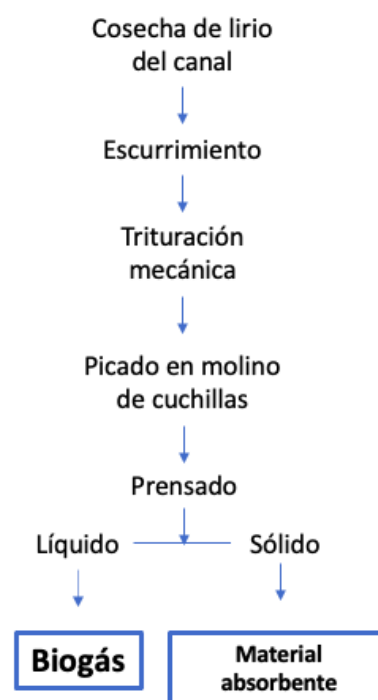 Cosecha de lirio
del canal
Escurrimiento
Trituración
mecánica
Picado en molino
de cuchillas
Prensado
Líquido
Sólido
Biogás
Material
absorbente